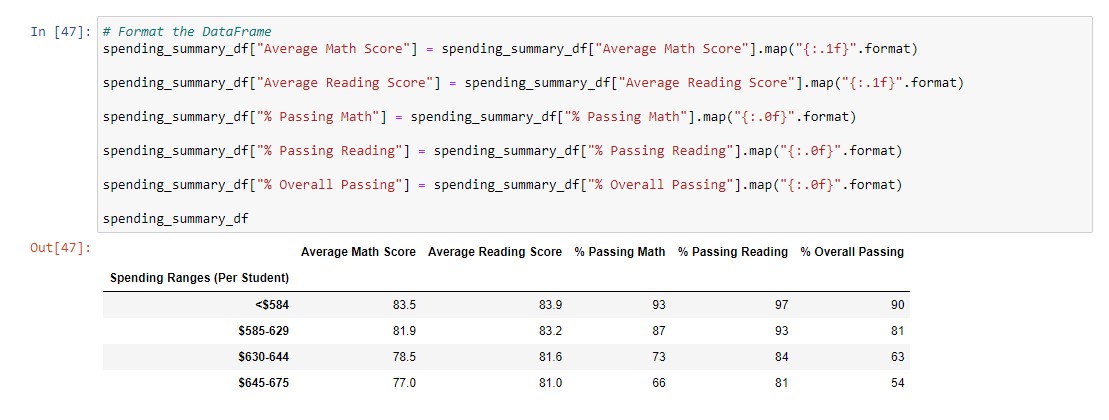 In [47]: # Format the DataFrame
spending_summary_df["Average Math Score"] = spending_summary_df["Average Math Score"].map("{:.1f}".format)
spending_summary_df["Average Reading Score"] = spending_summary_df["Average Reading Score"].map("{:.1f}".format)
spending_summary_df["% Passing Math"] = spending_summary_df["% Passing Math"].map("{:.0f}".format)
spending_summary_df["% Passing Reading"] = spending_summary_df["% Passing Reading"].map("{:.0f}".format)
spending_summary_df["% Overall Passing"] = spending_summary_df["% Overall Passing"].map("{:.0f}".format)
spending_summary_df
Out[47]:
Average Math Score Average Reading Score % Passing Math % Passing Reading % Overall Passing
Spending Ranges (Per Student)
<$584 83.5 83.9 93 97 90
$585-629 81.9 83.2 87 93 81
$630-644 78.5 81.6 73 84 63
$645-675 77.0 81.0 66 81 54